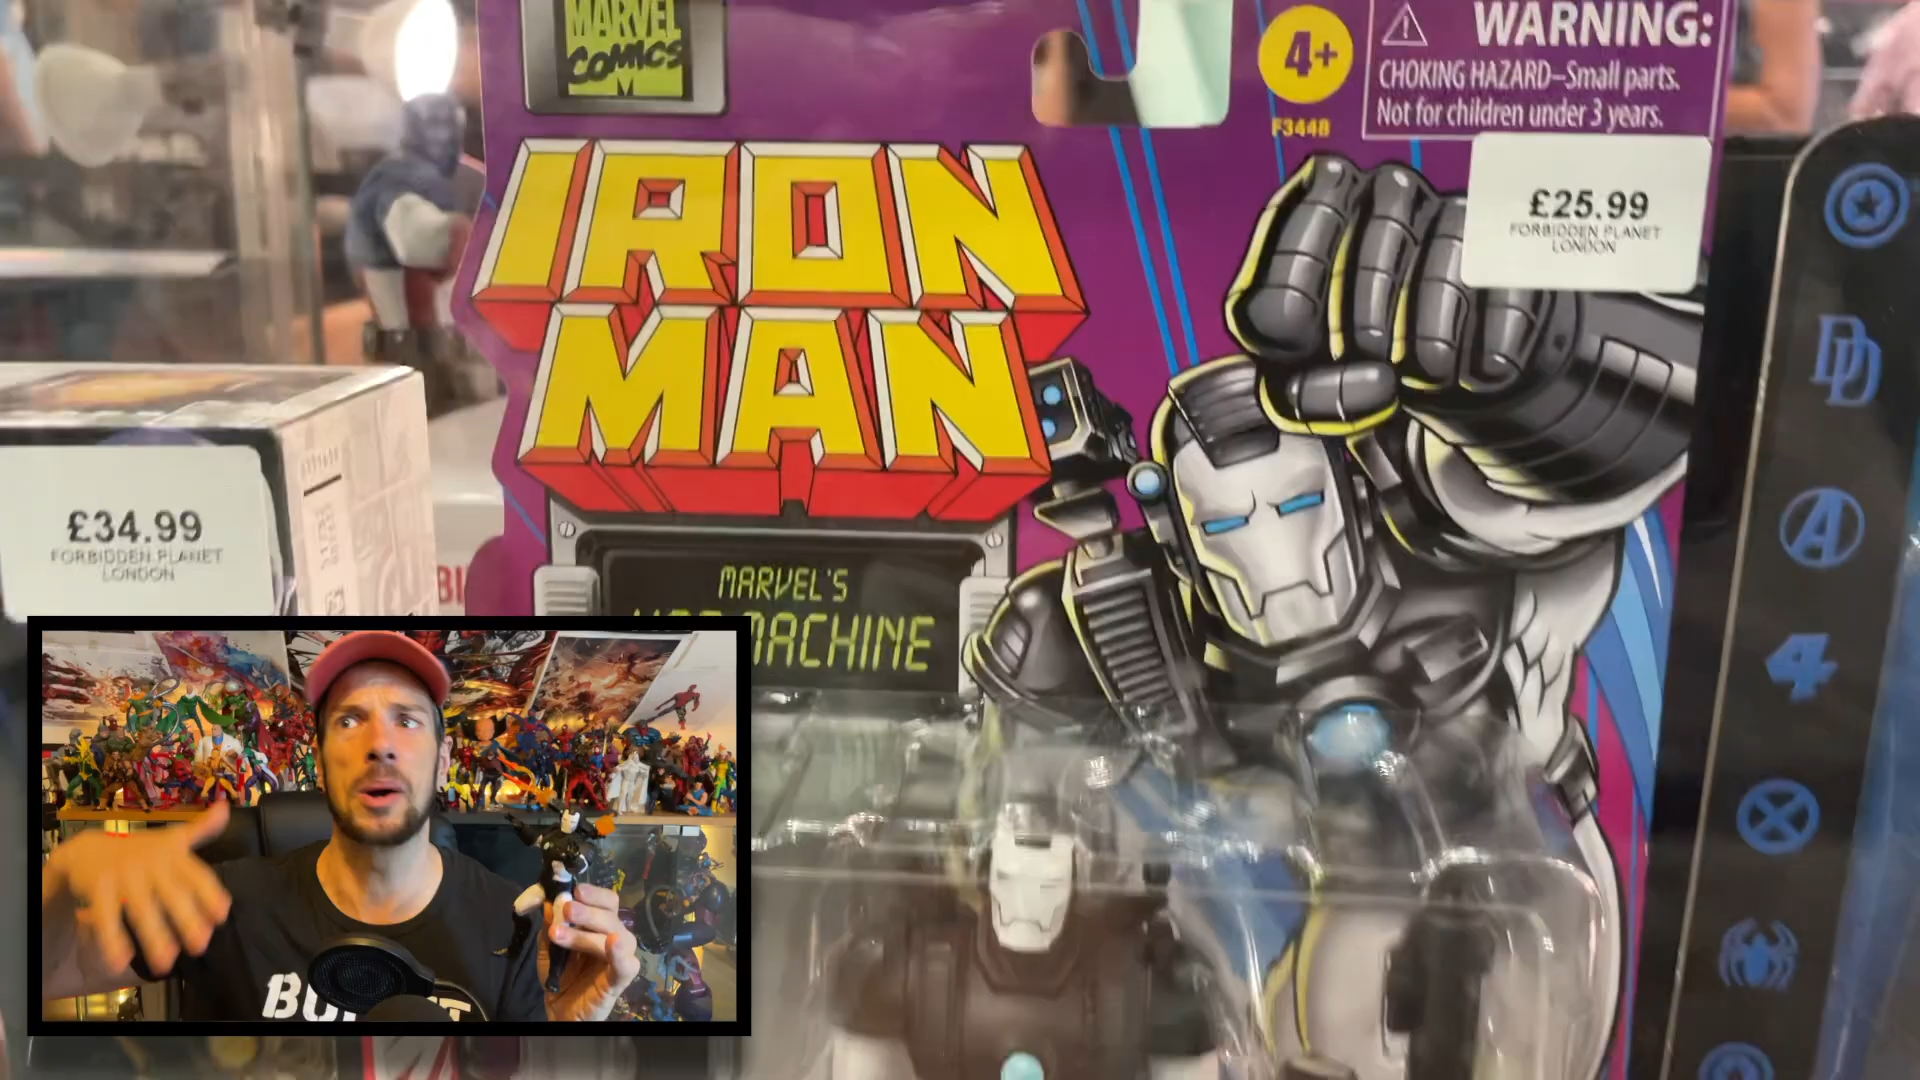 MARVEL
COMICS
4+
F3448
WARNING:
CHOKING HAZARD–Small parts.
Not for children under 3 years.
£25.99
FORBIDDEN PLANET
LONDON
IRON
MAN
MARVEL'S
MACHINE
£34.99
FORBIDDEN PLANET
LONDON
DD
A
4